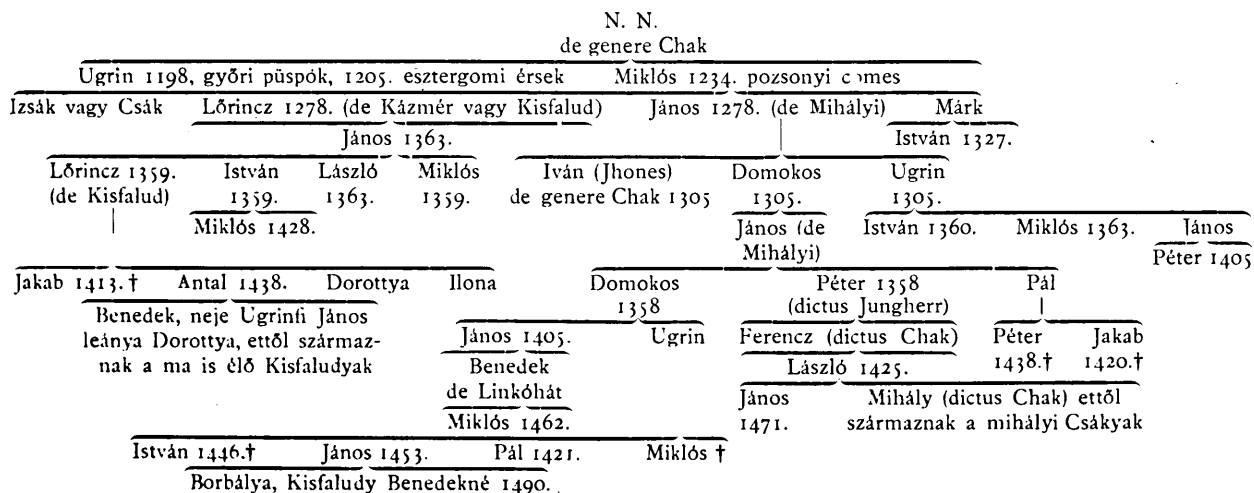 N. N.
de genere Chak
Ugrin 1198, győri püspök, 1205. esztergomi érsek Miklós 1234. pozsonyi comes
Izsák vagy Csák Lőrincz 1278. (de Kázmér vagy Kisfalud) János 1278. (de Mihályi) Márk
János 1363. István 1327.
Lőrincz 1359. István László Miklós Iván (Jhones) Domokos Ugrin
(de Kisfalud) 1359. 1363. 1359. de genere Chak 1305 1305. 1305.
Miklós 1428. János (de István 1360. Miklós 1363. János
Mihályi) Péter 1405
Jakab 1413.† Antal 1438. Dorottya Ilona Domokos Péter 1358 Pál
Benedek, neje Ugrinfi János 1358 (dictus Jungherr)
leánya Dorottya, ettől származ- János 1405. Ugrin Ferencz (dictus Chak) Péter Jakab
nak a ma is élő Kisfaludyak Benedek László 1425. 1438.† 1420.†
de Linkóhát János Mihály (dictus Chak) ettől
Miklós 1462. 1471. származnak a mihályi Csákyak
István 1446.† János 1453. Pál 1421. Miklós †
Borbálya, Kisfaludy Benedekné 1490.